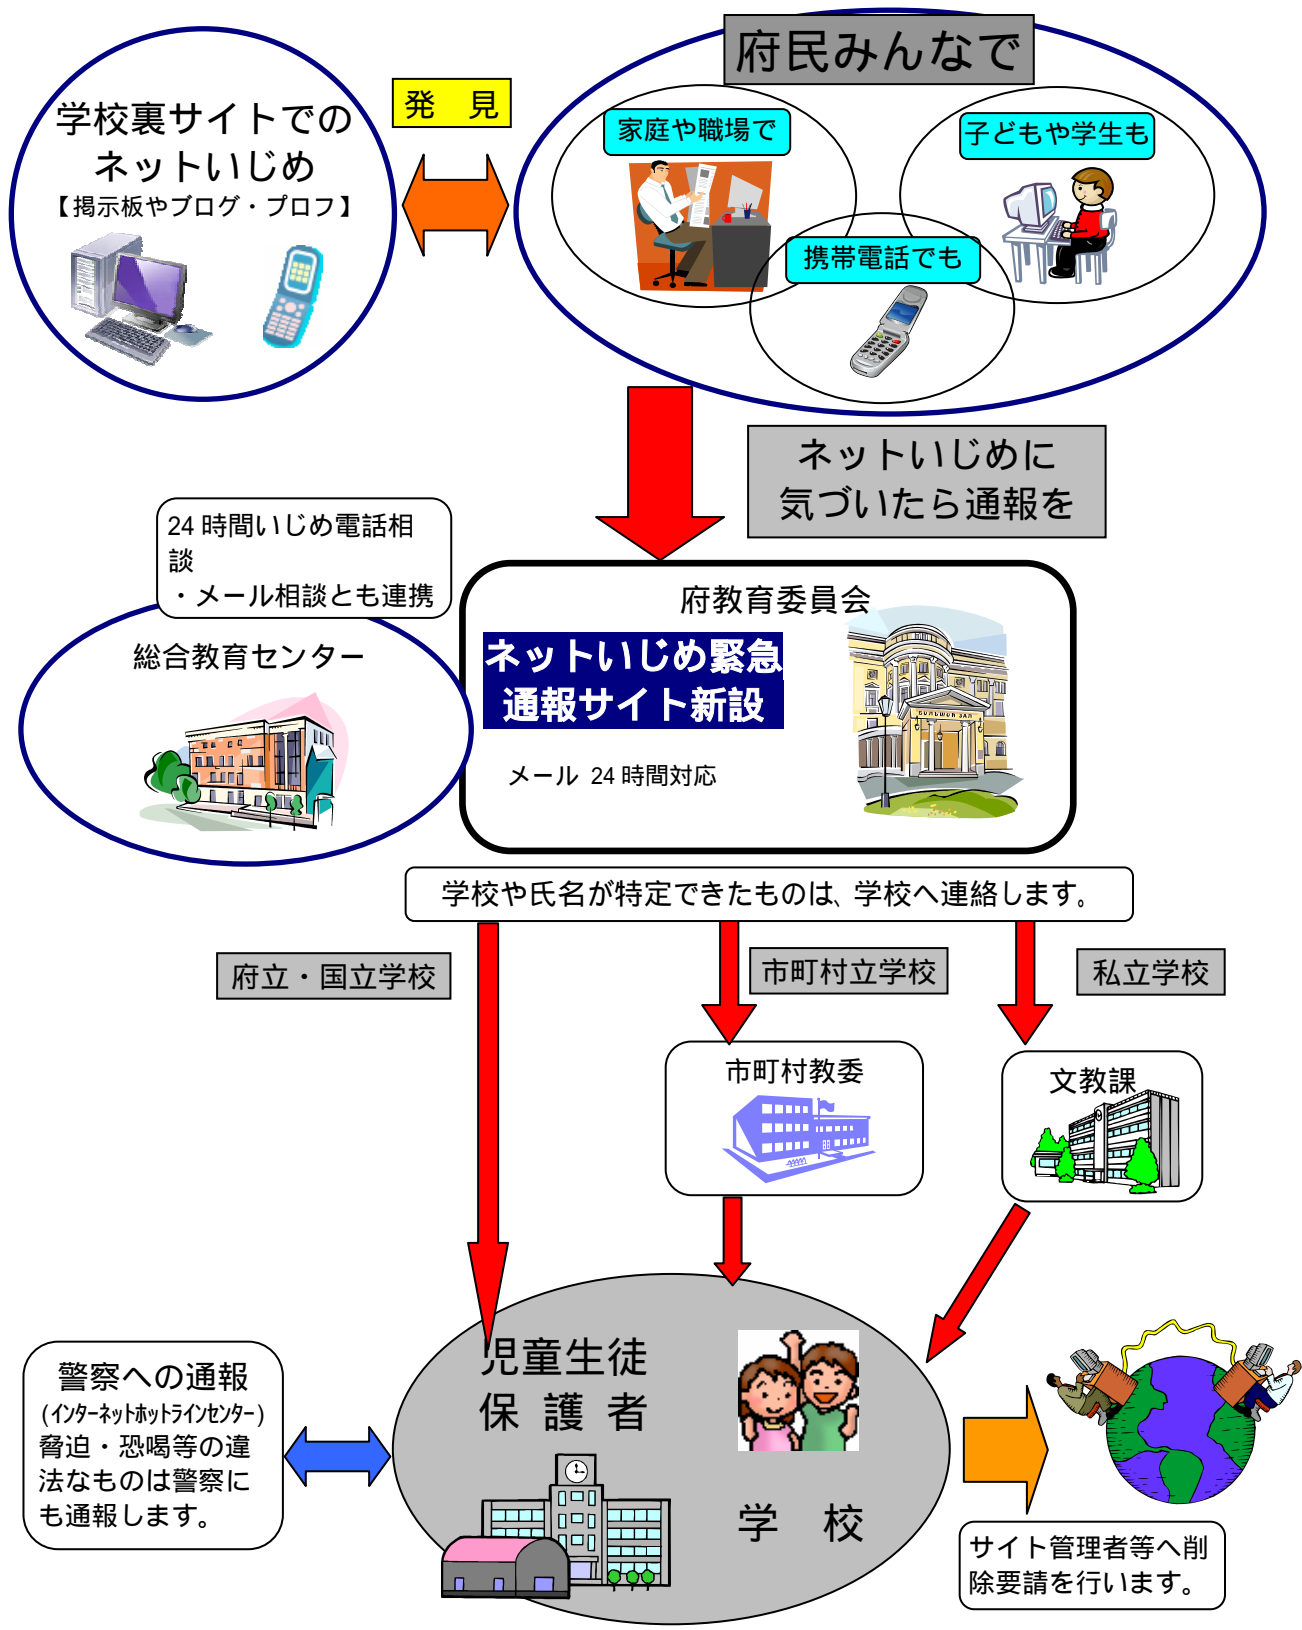 府民みんなで
学校裏サイトでの
ネットいじめ
【掲示板やブログ・プロフ】
発　見
家庭や職場で
子どもや学生も
携帯電話でも
ネットいじめに
気づいたら通報を
24 時間いじめ電話相
談
・メール相談とも連携
総合教育センター
府教育委員会
ネットいじめ緊急
通報サイト新設
メール 24 時間対応
学校や氏名が特定できたものは、学校へ連絡します。
府立・国立学校
市町村立学校
私立学校
市町村教委
文教課
児童生徒
保 護 者
学　校
警察への通報
(インターネットホットラインセンター)
脅迫・恐喝等の違
法なものは警察に
も通報します。
サイト管理者等へ削
除要請を行います。